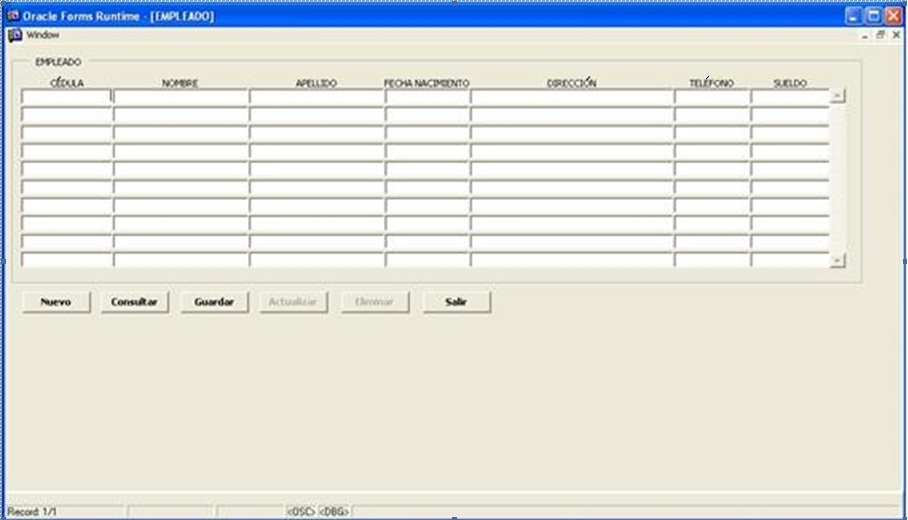 Oracle Forms Runtime - [EMPLEADO]
Window
EMPLEADO
CÉDULA NOMBRE APELLIDO FECHA NACIMIENTO DIRECCIÓN TELÉFONO SUELDO
Nuevo Consultar Guardar Actualizar Eliminar Salir
Record: 1/1 <OSC> <DBG>